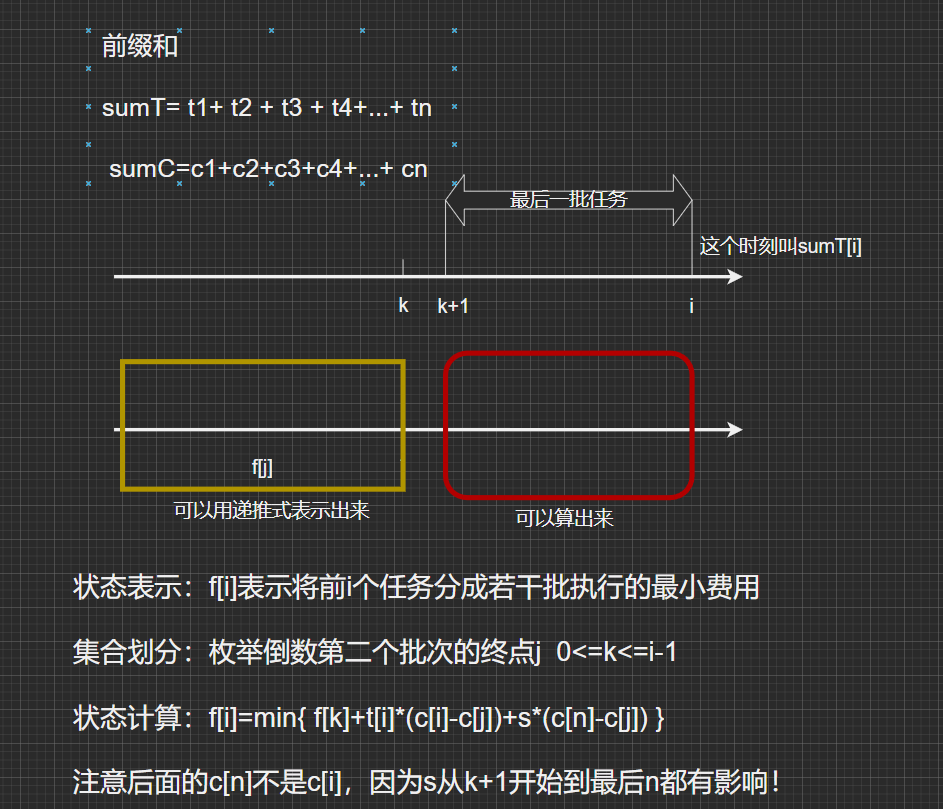 前缀和
sumT= t1+ t2 + t3 + t4+...+ tn
sumC=c1+c2+c3+c4+...+ cn
最后一批任务
这个时刻叫sumT[i]
k k+1 i
f[j]
可以用递推式表示出来
可以算出来
状态表示：f[i]表示将前i个任务分成若干批执行的最小费用
集合划分：枚举倒数第二个批次的终点j 0<=k<=i-1
状态计算：f[i]=min{ f[k]+t[i]*(c[i]-c[j])+s*(c[n]-c[j]) }
注意后面的c[n]不是c[i]，因为s从k+1开始到最后n都有影响！